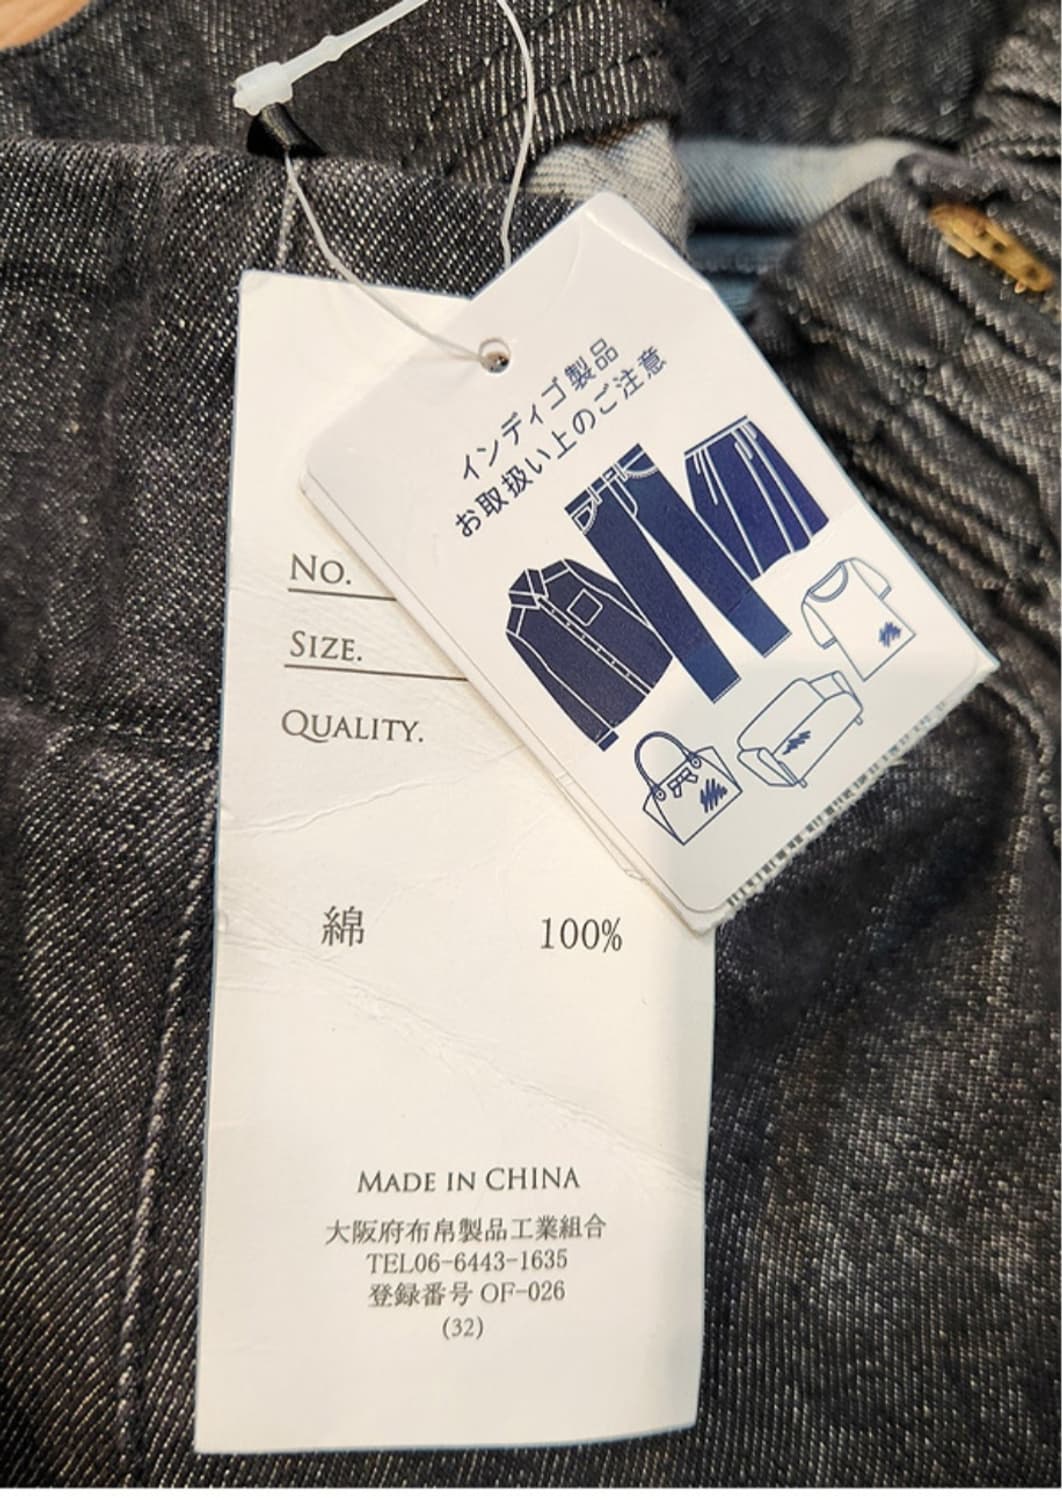 インディゴ製品
お取扱い上のご注意
NO.
SIZE.
QUALITY.
綿 100%
MADE IN CHINA
大阪府布帛製品工業組合
TEL06-6443-1635
登録番号 OF-026
(32)